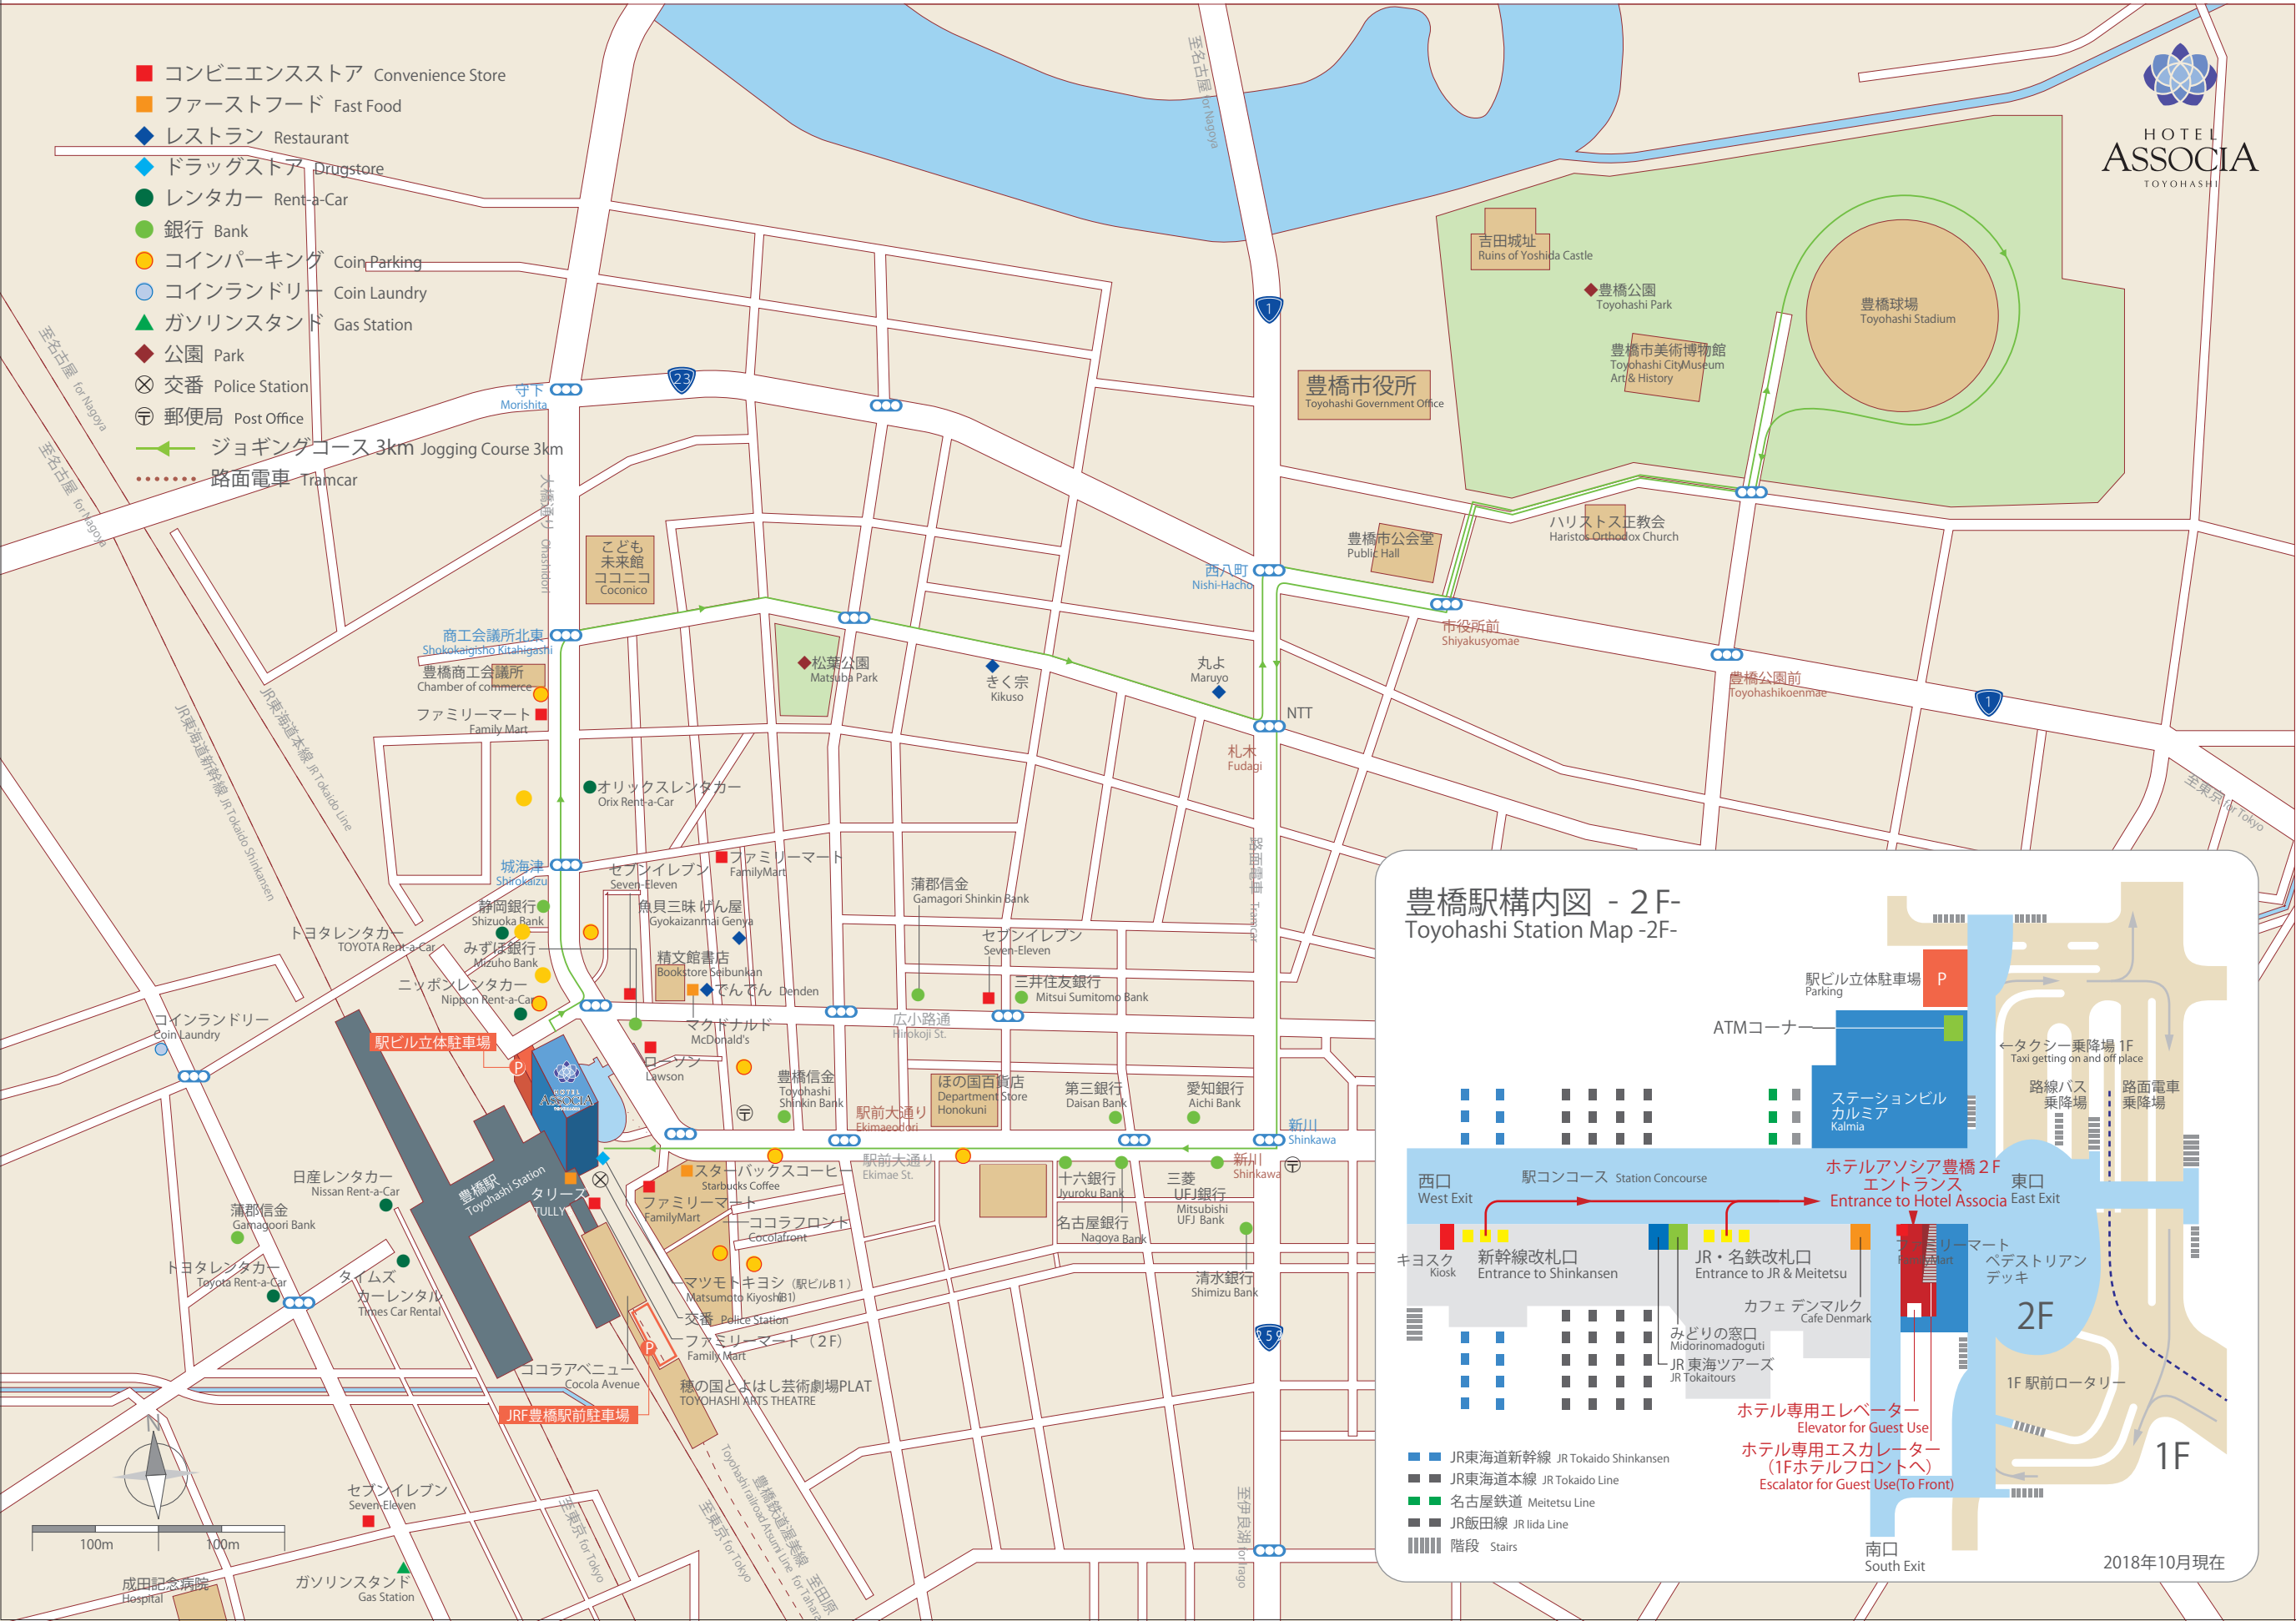 コンビニエンスストア Convenience Store
ファーストフード Fast Food
レストラン Restaurant
ドラッグストア Drugstore
レンタカー Rent-a-Car
銀行 Bank
コインパーキング Coin Parking
コインランドリー Coin Laundry
ガソリンスタンド Gas Station
公園 Park
交番 Police Station
郵便局 Post Office
ジョギングコース 3km Jogging Course 3km
路面電車 Tramcar
HOTEL
ASSOCIA
TOYOHASHI
至名古屋 for Nagoya
至名古屋 for Nagoya
至名古屋 for Nagoya
1
23
吉田城址
Ruins of Yoshida Castle
豊橋公園
Toyohashi Park
豊橋球場
Toyohashi Stadium
豊橋市美術博物館
Toyohashi CityMuseum
Art & History
豊橋市役所
Toyohashi Government Office
守下
Morishita
大橋通り Ohashidori
こども
未来館
ココニコ
Coconico
豊橋市公会堂
Public Hall
ハリストス正教会
Haristos Orthodox Church
西八町
Nishi-Hacho
市役所前
Shiyakusyomae
豊橋公園前
Toyohashikoenmae
1
至東京 for Tokyo
商工会議所北東
Shokokaigisho Kitahigashi
豊橋商工会議所
Chamber of commerce
ファミリーマート
Family Mart
松葉公園
Matsuba Park
きく宗
Kikuso
丸よ
Maruyo
NTT
札木
Fudagi
JR東海道本線 JR Tokaido Line
JR東海道新幹線 JR Tokaido Shinkansen
オリックスレンタカー
Orix Rent-a-Car
路面電車 Tramcar
城海津
Shirokaizu
セブンイレブン
Seven-Eleven
ファミリーマート
FamilyMart
静岡銀行
Shizuoka Bank
魚貝三昧 げん屋
Gyokaizanmai Genya
蒲郡信金
Gamagori Shinkin Bank
トヨタレンタカー
TOYOTA Rent-a-Car
みずほ銀行
Mizuho Bank
精文館書店
Bookstore Seibunkan
セブンイレブン
Seven-Eleven
ニッポンレンタカー
Nippon Rent-a-Car
でんでん Denden
三井住友銀行
Mitsui Sumitomo Bank
コインランドリー
Coin Laundry
駅ビル立体駐車場
P
マクドナルド
McDonald's
広小路通
Hirokoji St.
ローソン
Lawson
HOTEL
ASSOCIA
TOYOHASHI
豊橋信金
Toyohashi
Shinkin Bank
ほの国百貨店
Department Store
Honokuni
第三銀行
Daisan Bank
愛知銀行
Aichi Bank
駅前大通り
Ekimaeodori
新川
Shinkawa
駅前大通り
Ekimae St.
新川
Shinkawa
豊橋駅
Toyohashi Station
タリーズ
TULLY
スターバックスコーヒー
Starbucks Coffee
ファミリーマート
FamilyMart
ココラフロント
Cocolafront
十六銀行
Jyuroku Bank
名古屋銀行
Nagoya Bank
三菱
UFJ銀行
Mitsubishi
UFJ Bank
清水銀行
Shimizu Bank
日産レンタカー
Nissan Rent-a-Car
蒲郡信金
Gamagoori Bank
トヨタレンタカー
Toyota Rent-a-Car
タイムズ
カーレンタル
Times Car Rental
マツモトキヨシ（駅ビルB1）
Matsumoto Kiyoshi(B1)
交番 Police Station
ファミリーマート（2F）
Family Mart
P
ココラアベニュー
Cocola Avenue
穂の国とよはし芸術劇場PLAT
TOYOHASHI ARTS THEATRE
JRF豊橋駅前駐車場
259
N
100m 100m
セブンイレブン
Seven-Eleven
成田記念病院
Hospital
ガソリンスタンド
Gas Station
至東京 for Tokyo
至東京 for Tokyo
豊橋鉄道渥美線 至田原
Toyohashi railroad Atsumi Line for Tahara
至伊良湖 for Irago
豊橋駅構内図 -2F-
Toyohashi Station Map -2F-
駅ビル立体駐車場
Parking
P
ATMコーナー
←タクシー乗降場 1F
Taxi getting on and off place
路線バス
乗降場
路面電車
乗降場
ステーションビル
カルミア
Kalmia
西口
West Exit
駅コンコース Station Concourse
ホテルアソシア豊橋2F
エントランス
Entrance to Hotel Associa
東口
East Exit
キヨスク
Kiosk
新幹線改札口
Entrance to Shinkansen
JR・名鉄改札口
Entrance to JR & Meitetsu
ファミリーマート
FamilyMart
ペデストリアン
デッキ
2F
カフェ デンマルク
Cafe Denmark
みどりの窓口
Midorinomadoguti
JR 東海ツアーズ
JR Tokaitours
1F 駅前ロータリー
1F
ホテル専用エレベーター
Elevator for Guest Use
ホテル専用エスカレーター
（1Fホテルフロントへ）
Escalator for Guest Use(To Front)
JR東海道新幹線 JR Tokaido Shinkansen
JR東海道本線 JR Tokaido Line
名古屋鉄道 Meitetsu Line
JR飯田線 JR Iida Line
階段 Stairs
南口
South Exit
2018年10月現在